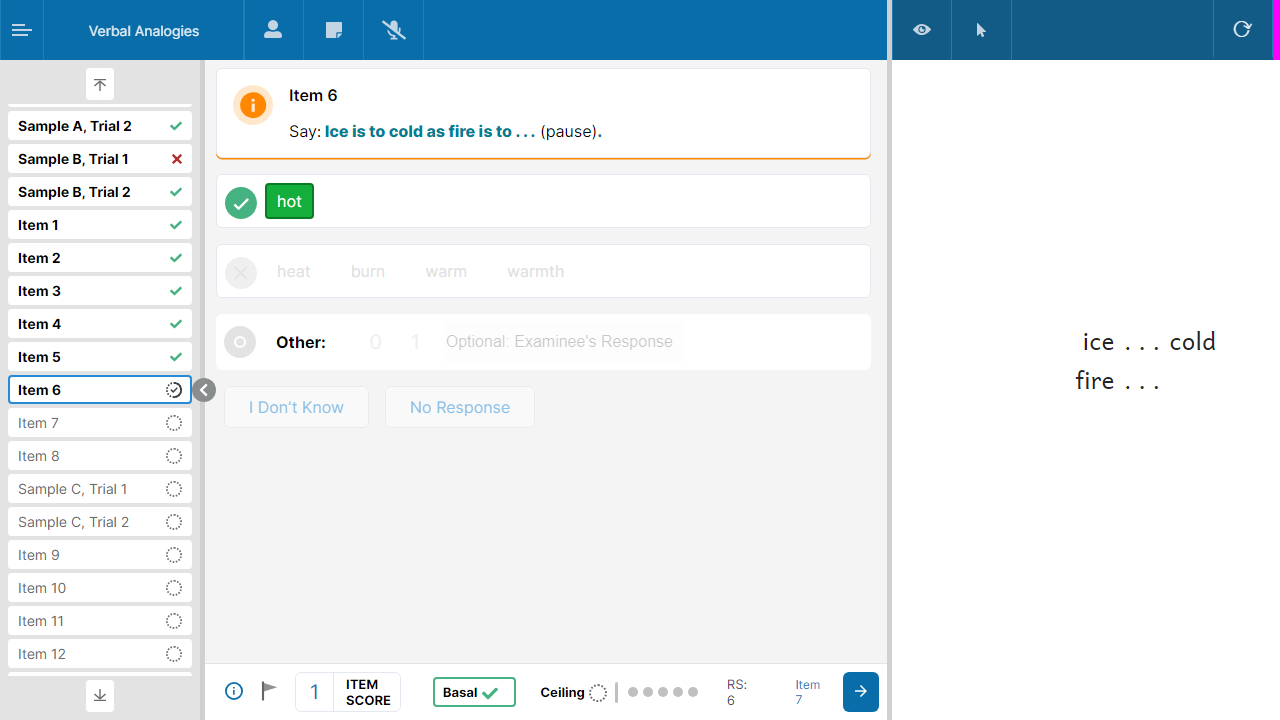 Verbal Analogies
Sample A, Trial 2
Sample B, Trial 1
Sample B, Trial 2
Item 1
Item 2
Item 3
Item 4
Item 5
Item 6
Item 7
Item 8
Sample C, Trial 1
Sample C, Trial 2
Item 9
Item 10
Item 11
Item 12
Item 6
Say: Ice is to cold as fire is to . . . (pause).
hot
heat burn warm warmth
Other: 0 1 Optional: Examinee's Response
I Don't Know No Response
1 ITEM SCORE
Basal
Ceiling
RS: 6
Item 7
ice . . . cold
fire . . .